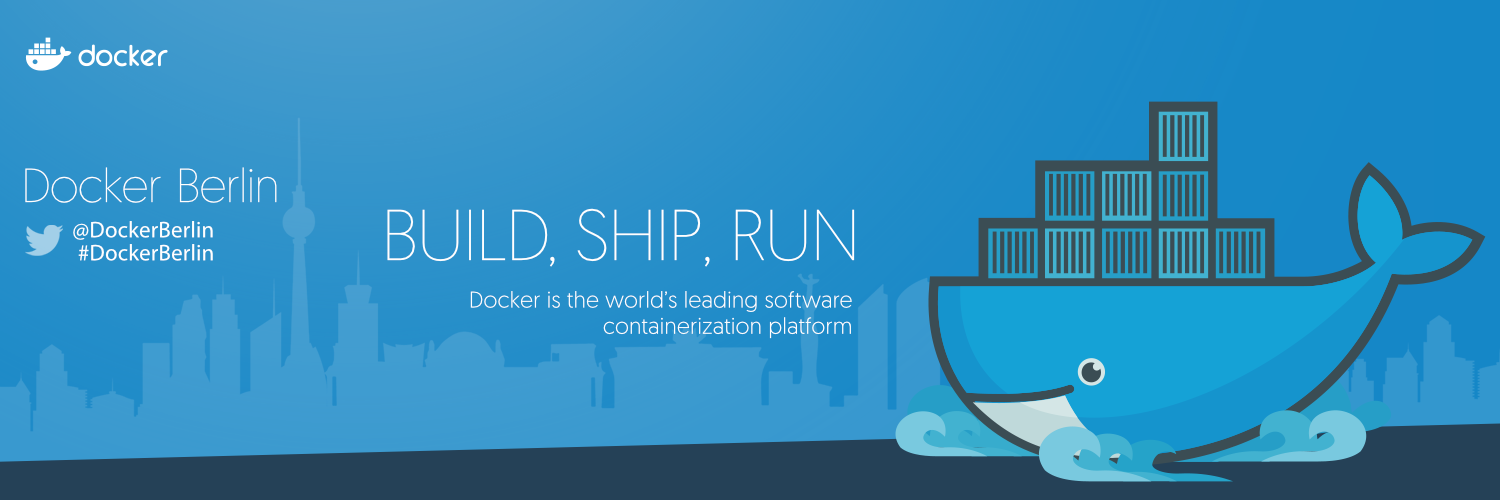 docker
Docker Berlin
@DockerBerlin
#DockerBerlin
BUILD, SHIP, RUN
Docker is the world's leading software
containerization platform